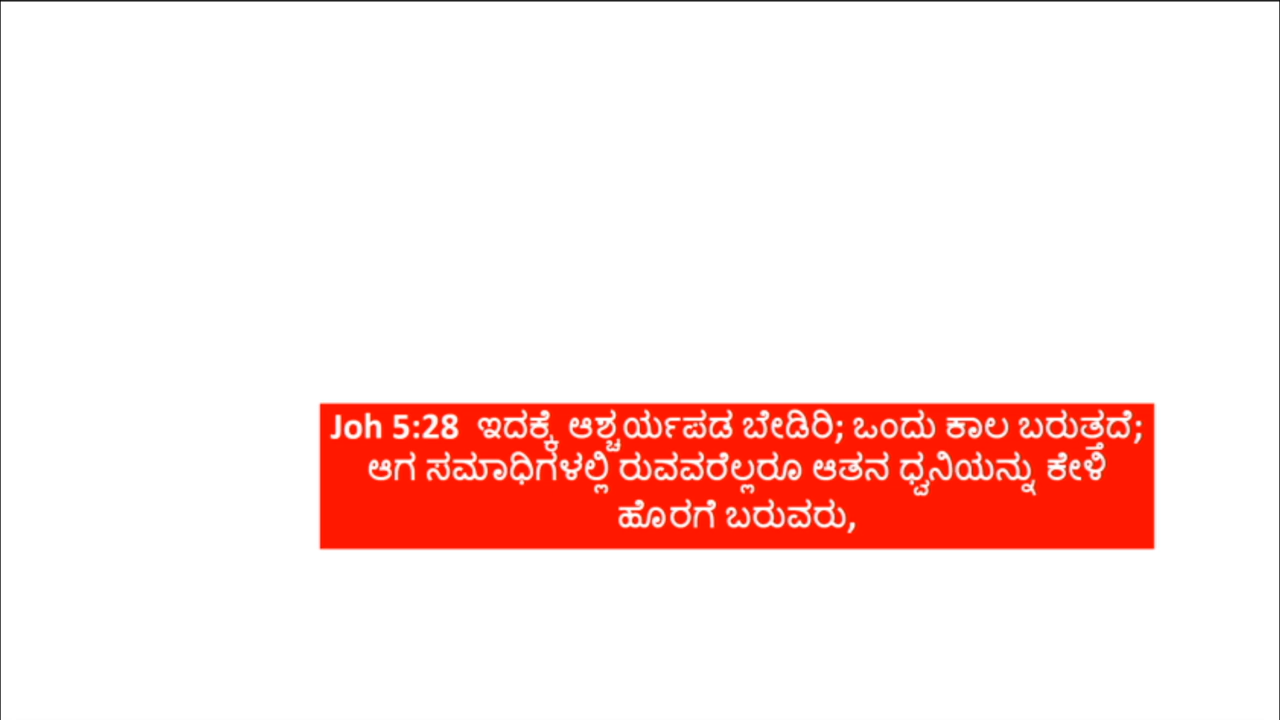 Joh 5:28 ಇದಕ್ಕೆ ಆಶ್ಚರ್ಯಪಡ ಬೇಡಿರಿ; ಒಂದು ಕಾಲ ಬರುತ್ತದೆ;
ಆಗ ಸಮಾಧಿಗಳಲ್ಲಿ ರುವವರೆಲ್ಲರೂ ಆತನ ಧ್ವನಿಯನ್ನು ಕೇಳಿ
ಹೊರಗೆ ಬರುವರು,